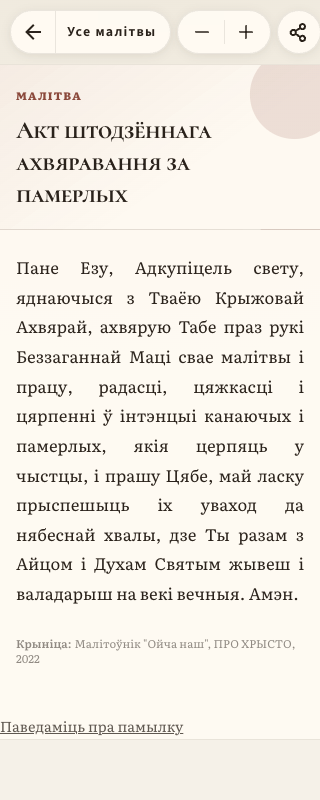 Усе малітвы
МАЛІТВА
Акт штодзённага
ахвяравання за
памерлых
Пане Езу, Адкупіцель свету,
яднаючыся з Тваёю Крыжовай
Ахвярай, ахвярую Табе праз рукі
Беззаганнай Маці свае малітвы і
працу, радасці, цяжкасці і
цярпенні ў інтэнцыі канаючых і
памерлых, якія церпяць у
чыстцы, і прашу Цябе, май ласку
прыспешыць іх уваход да
нябеснай хвалы, дзе Ты разам з
Айцом і Духам Святым жывеш і
валадарыш на векі вечныя. Амэн.
Крыніца: Малітоўнік "Ойча наш", ПРО ХРЫСТО,
2022
Паведаміць пра памылку